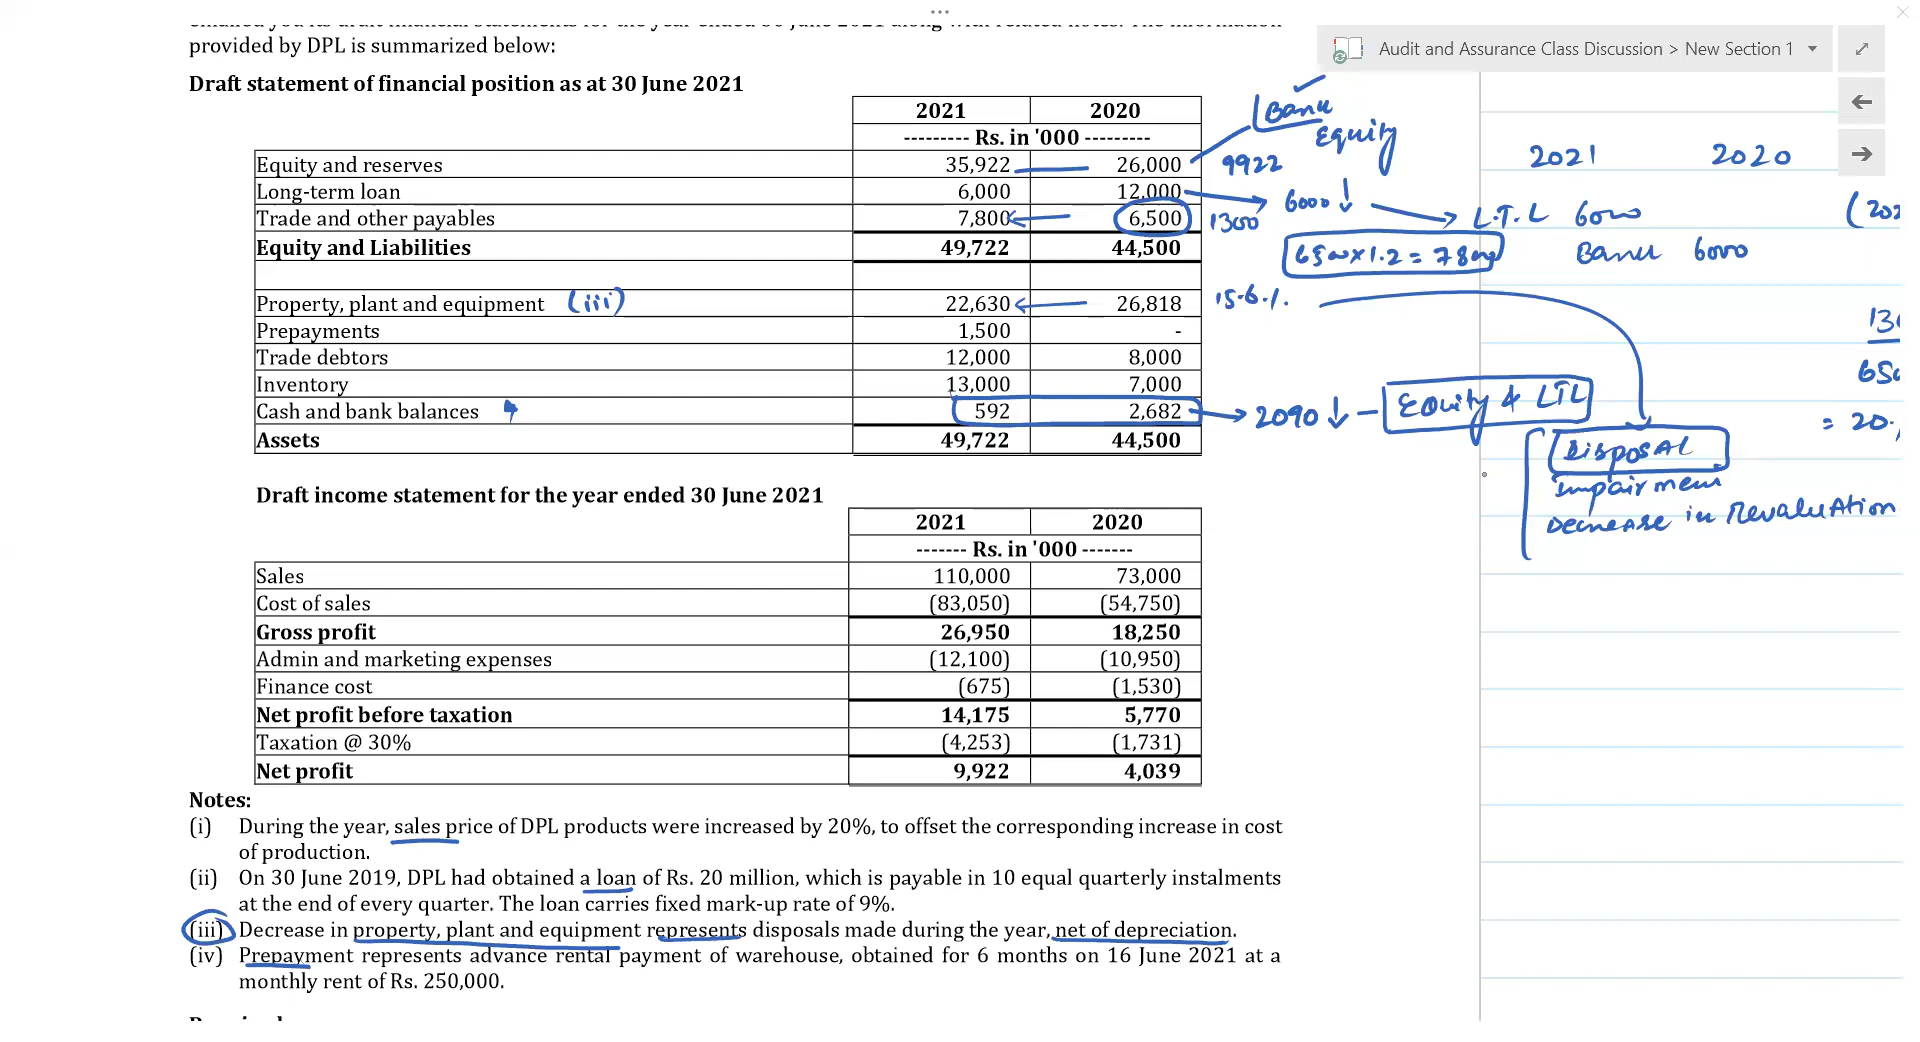 provided by DPL is summarized below:
Audit and Assurance Class Discussion > New Section 1
Draft statement of financial position as at 30 June 2021
2021 2020
--------- Rs. in '000 ---------
Equity and reserves 35,922 26,000
Long-term loan 6,000 12,000
Trade and other payables 7,800 6,500
Equity and Liabilities 49,722 44,500
Property, plant and equipment (iii) 22,630 26,818
Prepayments 1,500 -
Trade debtors 12,000 8,000
Inventory 13,000 7,000
Cash and bank balances 592 2,682
Assets 49,722 44,500
Bank
Equity
9922
6000
1300
6500x1.2 = 7800
15.6%
2090 - Equity & LTL
2021 2020
L.T.L 6000
Bank 6000
= 20.
Disposal
Impairment
Decrease in Revaluation
Draft income statement for the year ended 30 June 2021
2021 2020
------- Rs. in '000 -------
Sales 110,000 73,000
Cost of sales (83,050) (54,750)
Gross profit 26,950 18,250
Admin and marketing expenses (12,100) (10,950)
Finance cost (675) (1,530)
Net profit before taxation 14,175 5,770
Taxation @ 30% (4,253) (1,731)
Net profit 9,922 4,039
Notes:
(i) During the year, sales price of DPL products were increased by 20%, to offset the corresponding increase in cost
of production.
(ii) On 30 June 2019, DPL had obtained a loan of Rs. 20 million, which is payable in 10 equal quarterly instalments
at the end of every quarter. The loan carries fixed mark-up rate of 9%.
(iii) Decrease in property, plant and equipment represents disposals made during the year, net of depreciation.
(iv) Prepayment represents advance rental payment of warehouse, obtained for 6 months on 16 June 2021 at a
monthly rent of Rs. 250,000.